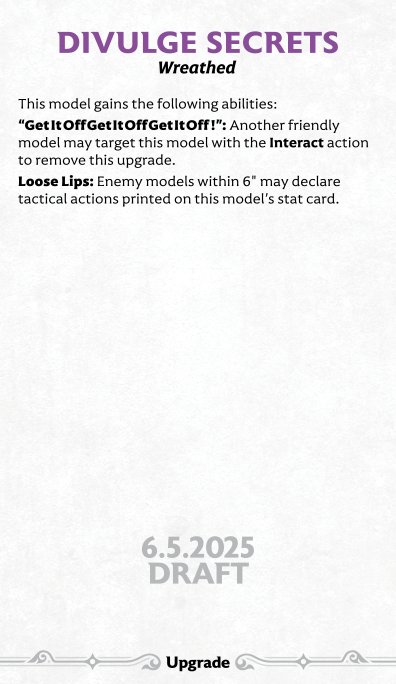 DIVULGE SECRETS
Wreathed
This model gains the following abilities:
“GetItOffGetItOffGetItOff!”: Another friendly
model may target this model with the Interact action
to remove this upgrade.
Loose Lips: Enemy models within 6" may declare
tactical actions printed on this model's stat card.
6.5.2025
DRAFT
Upgrade